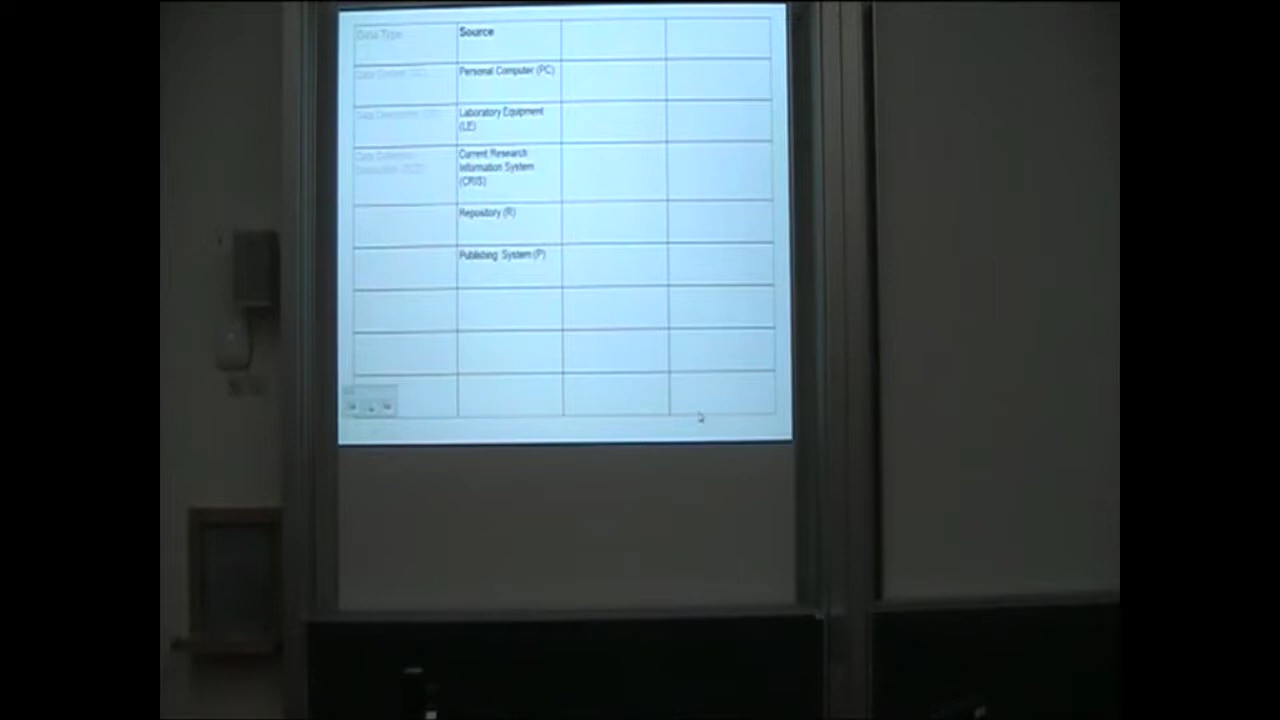 Data Type
Source
Personal Computer (PC)
Laboratory Equipment
(LE)
Current Research
Information System
(CRIS)
Repository (R)
Publishing System (P)